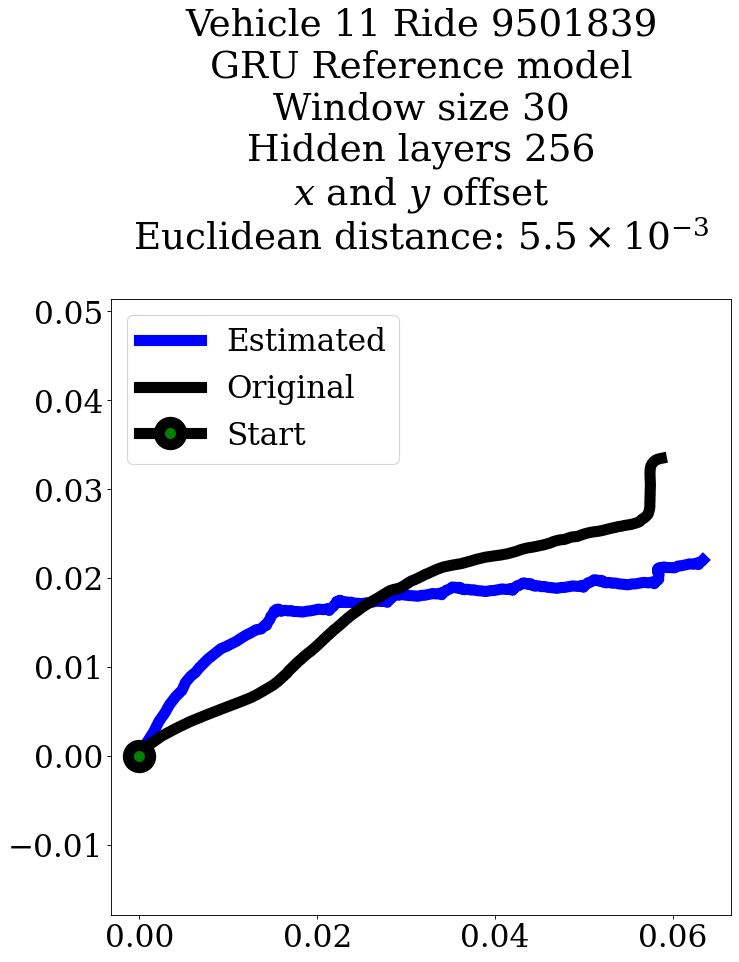 Vehicle 11 Ride 9501839
GRU Reference model
Window size 30
Hidden layers 256
x and y offset
Euclidean distance: 5.5 × 10⁻³
Estimated
Original
Start
0.05
0.04
0.03
0.02
0.01
0.00
−0.01
0.00 0.02 0.04 0.06